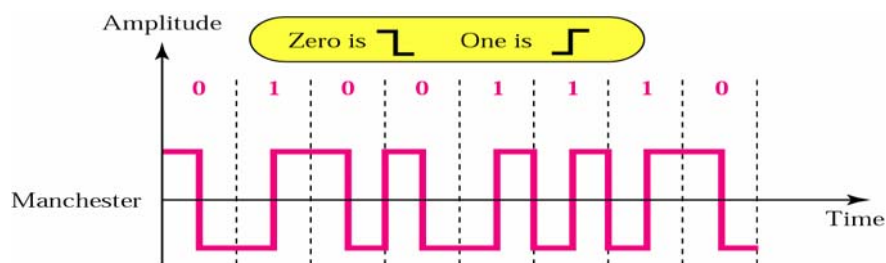 Amplitude
Zero is One is
0 1 0 0 1 1 1 0
Manchester
Time